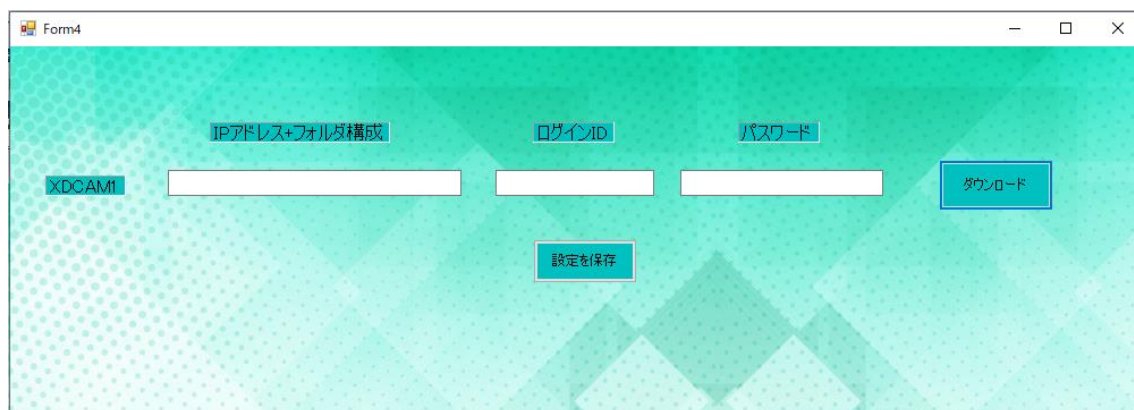 Form4
IPアドレス+フォルダ構成
ログインID
パスワード
XDCAM1
ダウンロード
設定を保存